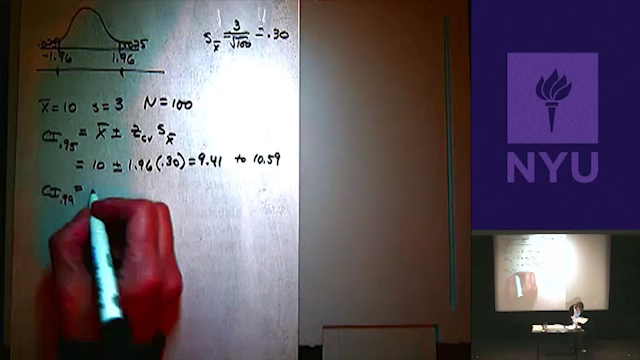 .025 .025
-1.96 1.96
s_x̄ = 3/√100 = .30
x̄ = 10 s = 3 N = 100
CI.95 = x̄ ± z_cv s_x̄
= 10 ± 1.96 (.30) = 9.41 to 10.59
CI.99 =
NYU